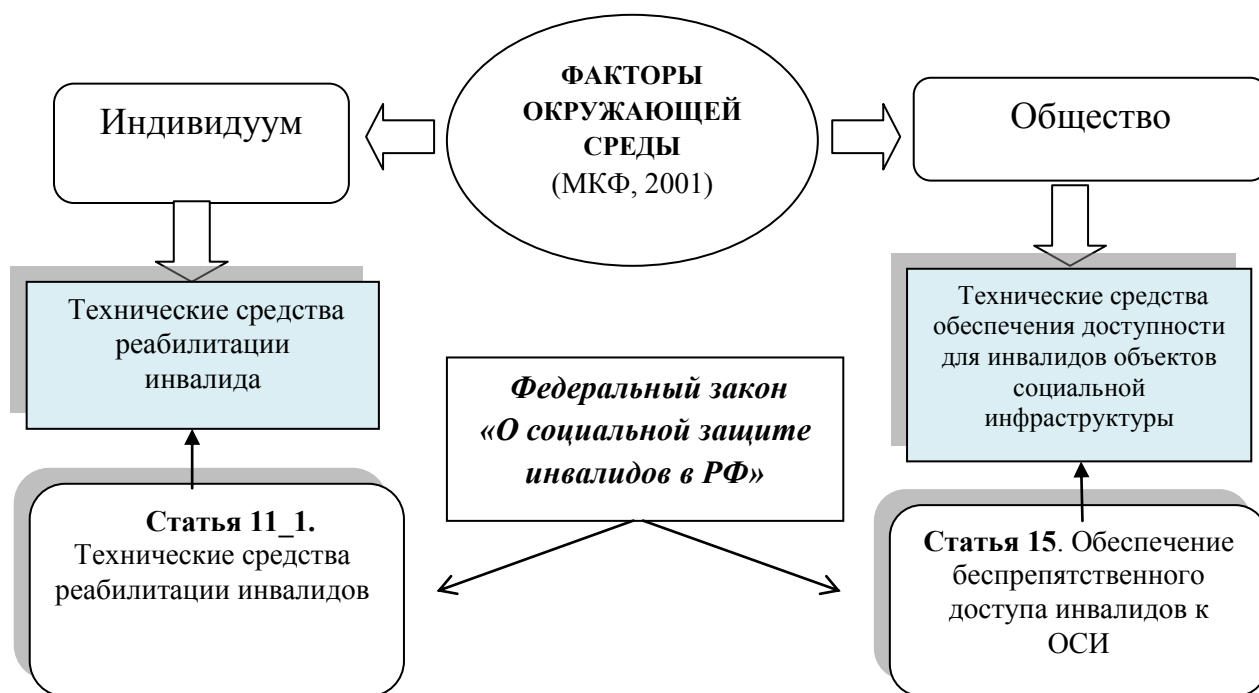 ФАКТОРЫ
ОКРУЖАЮЩЕЙ
СРЕДЫ
(МКФ, 2001)
Индивидуум
Общество
Технические средства
реабилитации
инвалида
Технические средства
обеспечения доступности
для инвалидов объектов
социальной
инфраструктуры
Федеральный закон
«О социальной защите
инвалидов в РФ»
Статья 11_1.
Технические средства
реабилитации инвалидов
Статья 15. Обеспечение
беспрепятственного
доступа инвалидов к
ОСИ